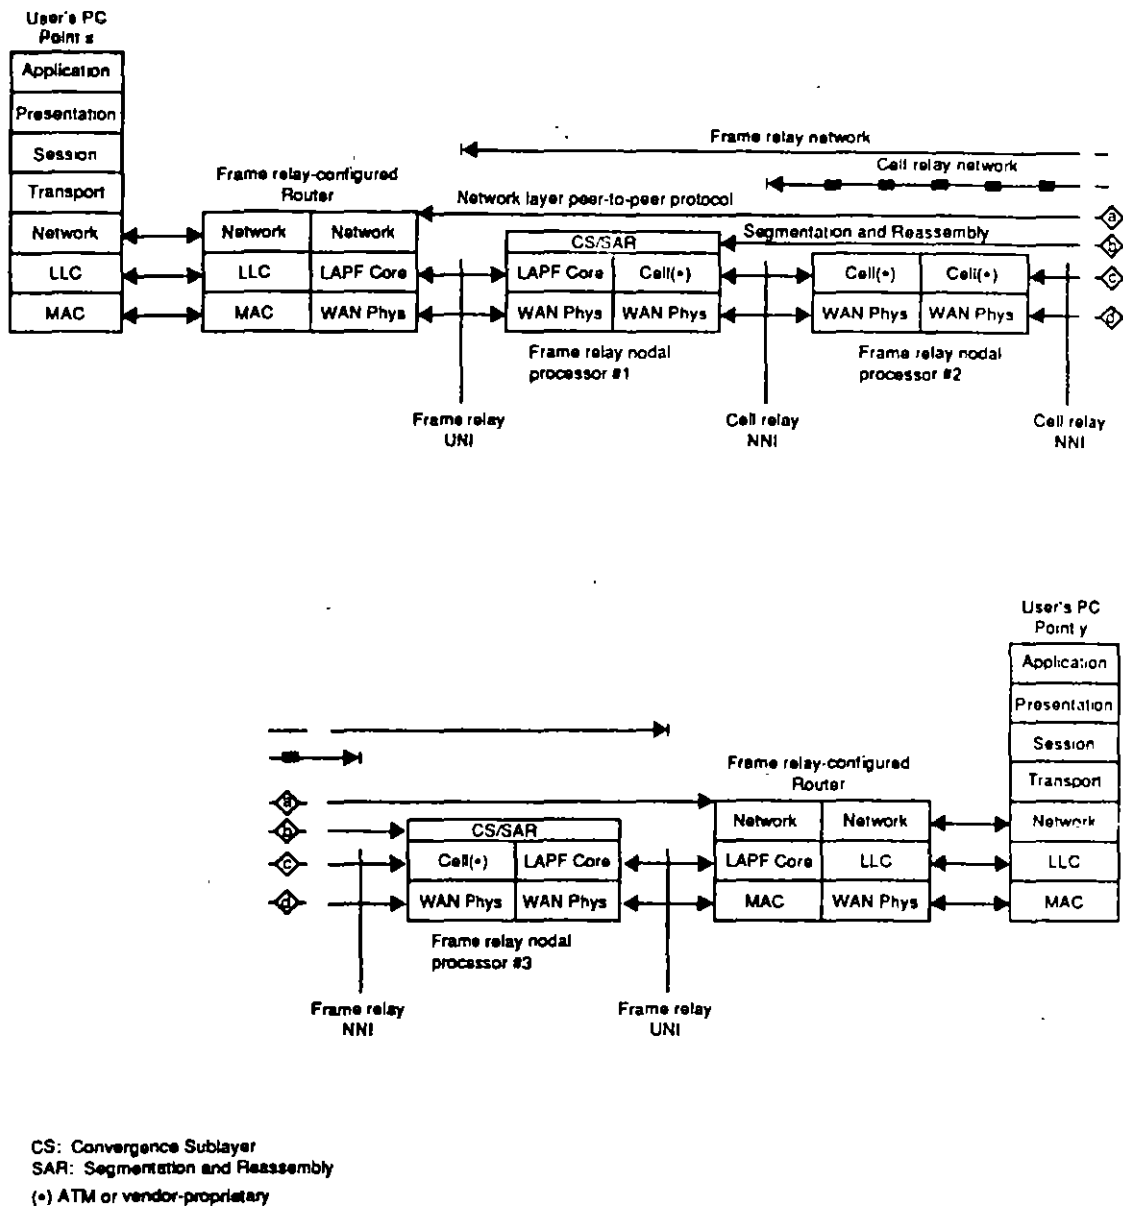 User's PC
Point x
Application
Presentation
Session
Transport
Network
LLC
MAC
Frame relay-configured
Router
Network Network
LLC LAPF Core
MAC WAN Phys
Frame relay network
Cell relay network
Network layer peer-to-peer protocol
Segmentation and Reassembly
CS/SAR
LAPF Core Cell(•)
WAN Phys WAN Phys
Frame relay nodal
processor #1
Cell(•) Cell(•)
WAN Phys WAN Phys
Frame relay nodal
processor #2
a
b
c
d
Frame relay
UNI
Cell relay
NNI
Cell relay
NNI
a
b
c
d
CS/SAR
Cell(•) LAPF Core
WAN Phys WAN Phys
Frame relay nodal
processor #3
Frame relay
NNI
Frame relay
UNI
Frame relay-configured
Router
Network Network
LAPF Core LLC
MAC WAN Phys
User's PC
Point y
Application
Presentation
Session
Transport
Network
LLC
MAC
CS: Convergence Sublayer
SAR: Segmentation and Reassembly
(•) ATM or vendor-proprietary